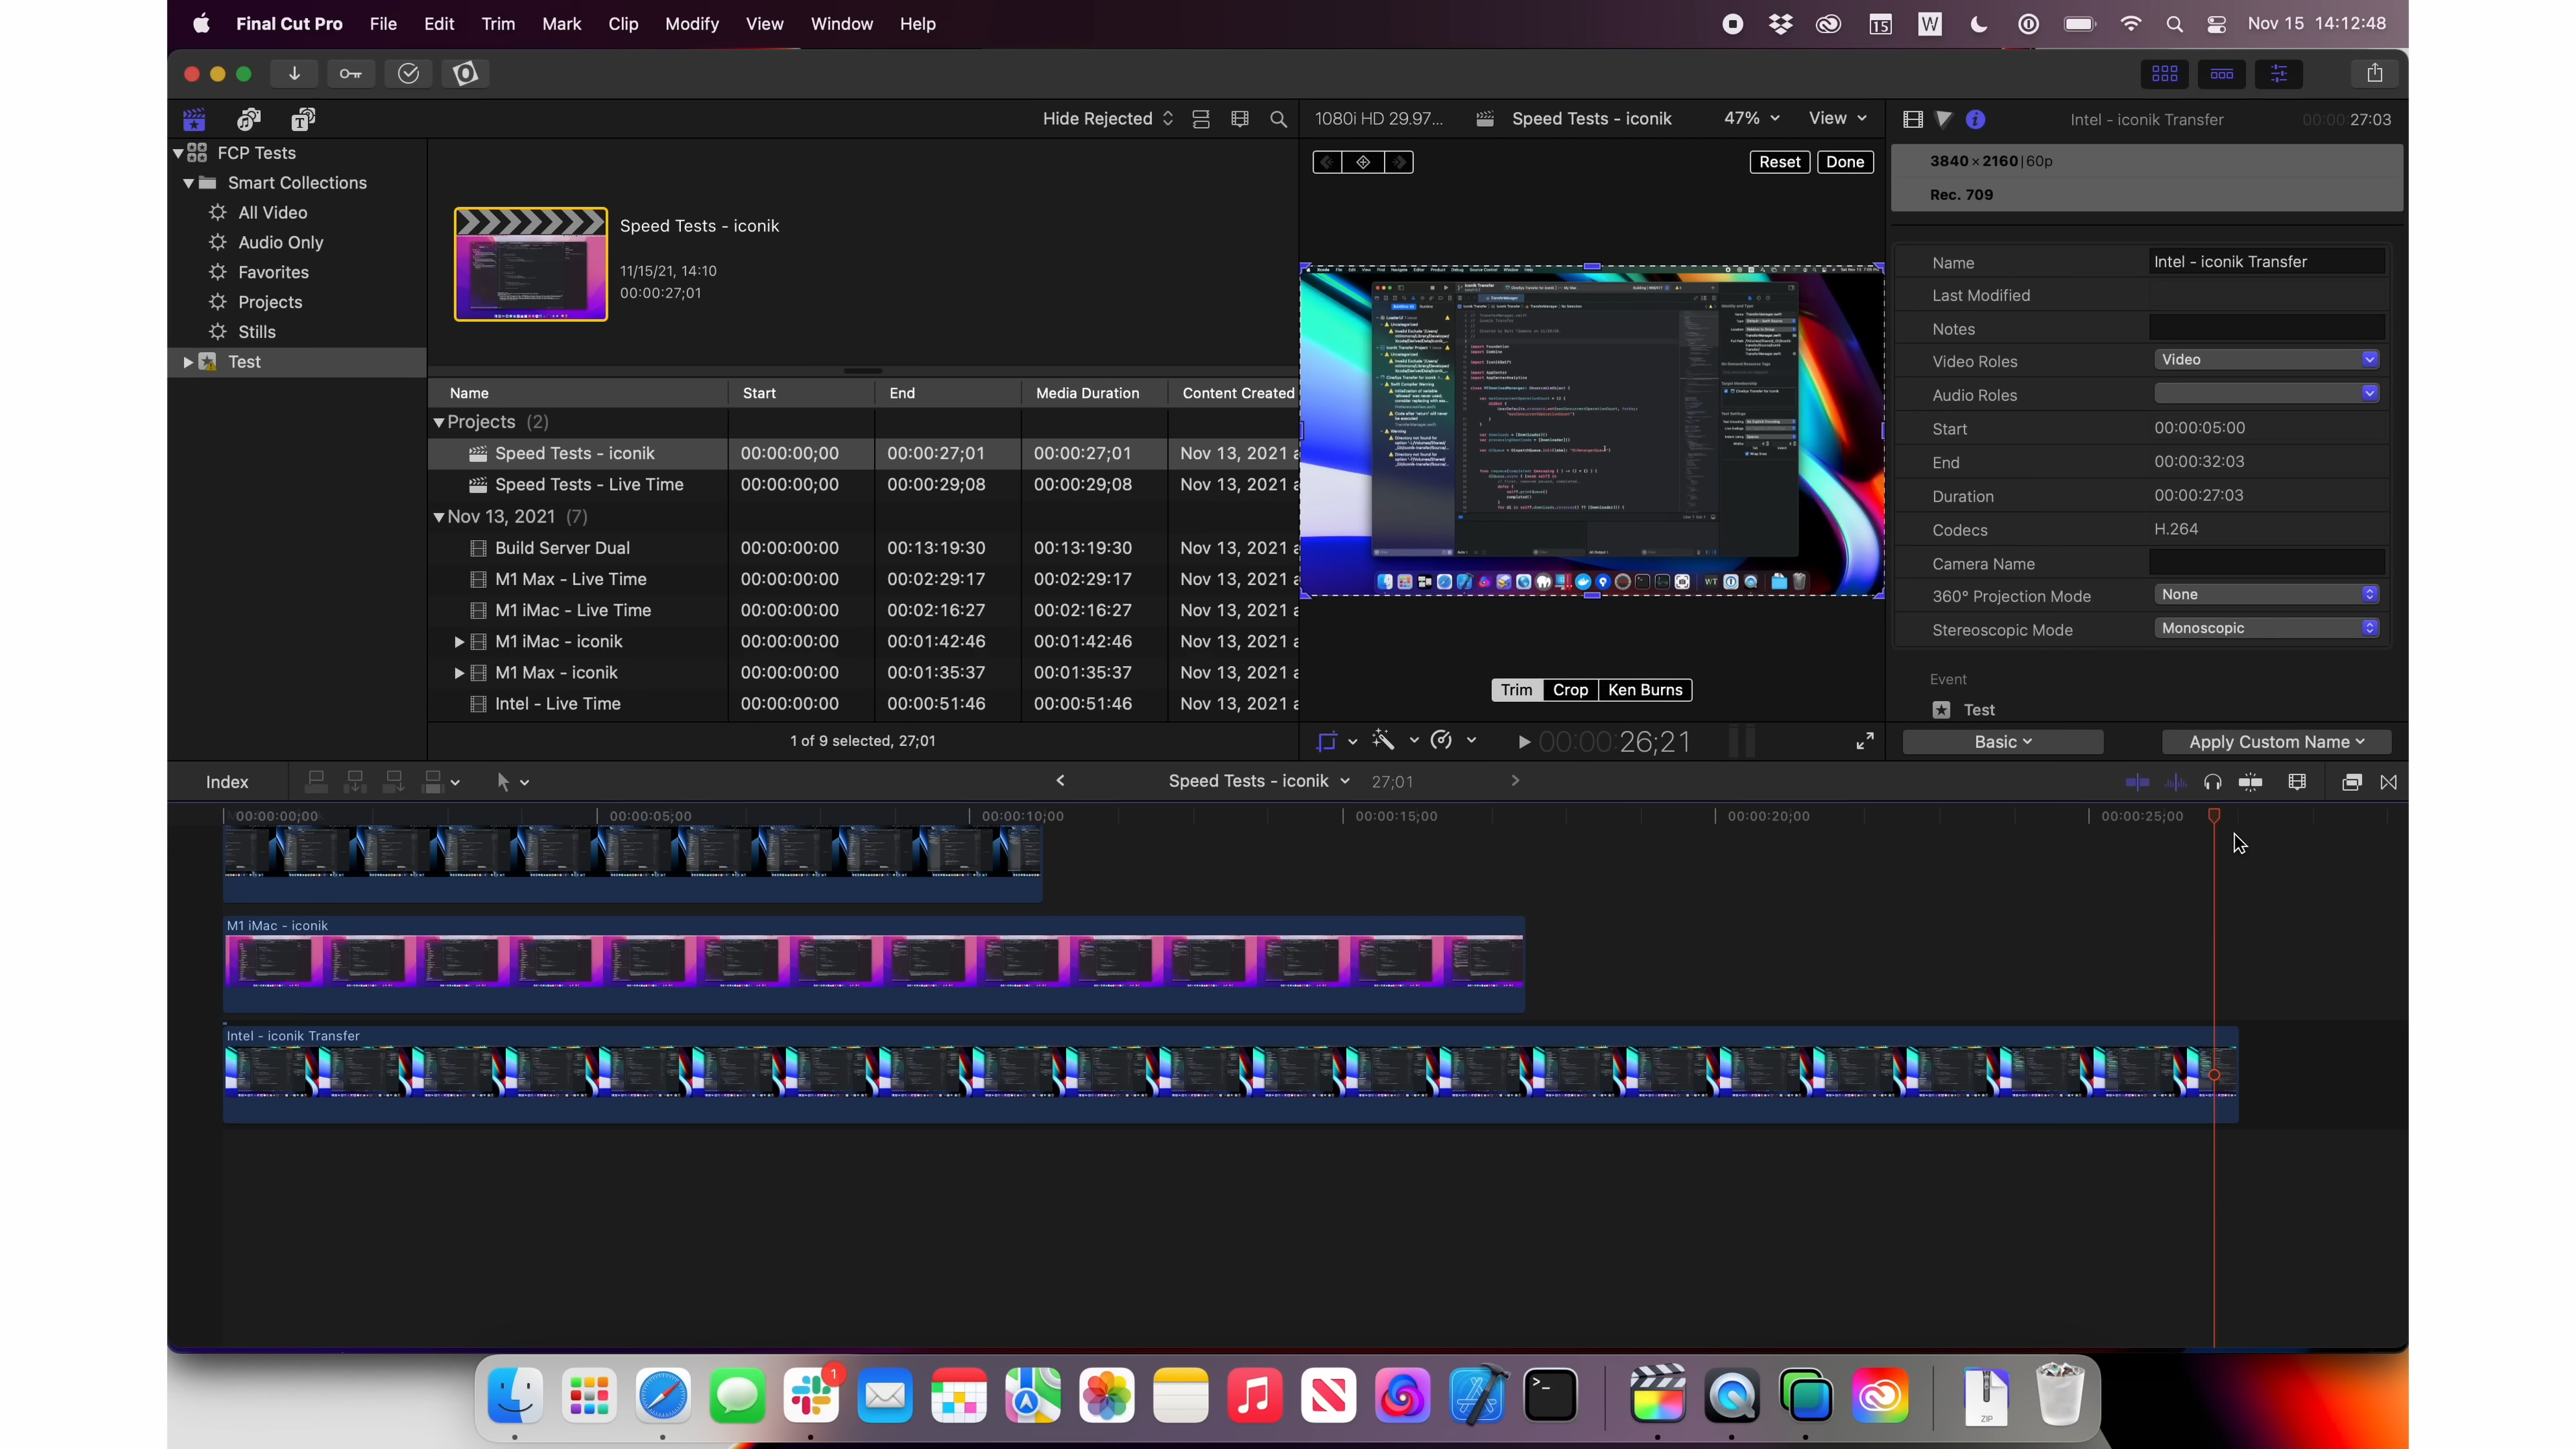 Final Cut Pro File Edit Trim Mark Clip Modify View Window Help
15 W Nov 15 14:12:48
Hide Rejected
1080i HD 29.97... Speed Tests - iconik 47% View
Intel - iconik Transfer 00:00:27:03
FCP Tests
Smart Collections
All Video
Audio Only
Favorites
Projects
Stills
Test
Speed Tests - iconik
11/15/21, 14:10
00:00:27;01
Name Start End Media Duration Content Created
Projects (2)
Speed Tests - iconik 00:00:00;00 00:00:27;01 00:00:27;01 Nov 13, 2021 a
Speed Tests - Live Time 00:00:00;00 00:00:29;08 00:00:29;08 Nov 13, 2021 a
Nov 13, 2021 (7)
Build Server Dual 00:00:00:00 00:13:19:30 00:13:19:30 Nov 13, 2021 a
M1 Max - Live Time 00:00:00:00 00:02:29:17 00:02:29:17 Nov 13, 2021 a
M1 iMac - Live Time 00:00:00:00 00:02:16:27 00:02:16:27 Nov 13, 2021 a
M1 iMac - iconik 00:00:00:00 00:01:42:46 00:01:42:46 Nov 13, 2021 a
M1 Max - iconik 00:00:00:00 00:01:35:37 00:01:35:37 Nov 13, 2021 a
Intel - Live Time 00:00:00:00 00:00:51:46 00:00:51:46 Nov 13, 2021 a
1 of 9 selected, 27;01
Reset Done
Trim Crop Ken Burns
00:00:00:26;21
3840 × 2160 | 60p
Rec. 709
Name Intel - iconik Transfer
Last Modified
Notes
Video Roles Video
Audio Roles
Start 00:00:05:00
End 00:00:32:03
Duration 00:00:27:03
Codecs H.264
Camera Name
360° Projection Mode None
Stereoscopic Mode Monoscopic
Event
Test
Basic Apply Custom Name
Index Speed Tests - iconik 27;01
00:00:00;00 00:00:05;00 00:00:10;00 00:00:15;00 00:00:20;00 00:00:25;00
M1 iMac - iconik
Intel - iconik Transfer
1
ZIP